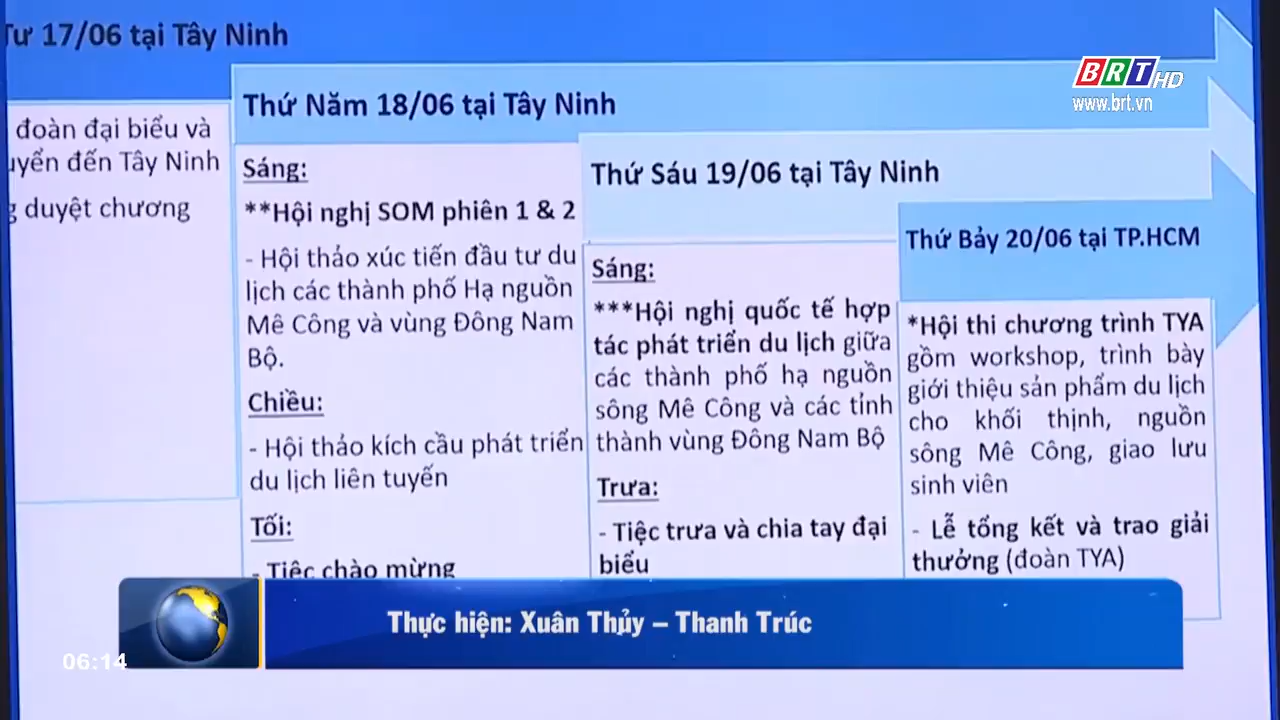 Tư 17/06 tại Tây Ninh
BRT HD
www.brt.vn
đoàn đại biểu và
đến Tây Ninh
duyệt chương
Thứ Năm 18/06 tại Tây Ninh
Sáng:
**Hội nghị SOM phiên 1 & 2
- Hội thảo xúc tiến đầu tư du
lịch các thành phố Hạ nguồn
Mê Công và vùng Đông Nam
Bộ.
Chiều:
- Hội thảo kích cầu phát triển
du lịch liên tuyến
Tối:
- Tiệc chào mừng
Thứ Sáu 19/06 tại Tây Ninh
Sáng:
***Hội nghị quốc tế hợp
tác phát triển du lịch giữa
các thành phố hạ nguồn
sông Mê Công và các tỉnh
thành vùng Đông Nam Bộ
Trưa:
- Tiệc trưa và chia tay đại
biểu
Thứ Bảy 20/06 tại TP.HCM
*Hội thi chương trình TYA
gồm workshop, trình bày
giới thiệu sản phẩm du lịch
cho khối thịnh, nguồn
sông Mê Công, giao lưu
sinh viên
- Lễ tổng kết và trao giải
thưởng (đoàn TYA)
Thực hiện: Xuân Thủy – Thanh Trúc
06:14